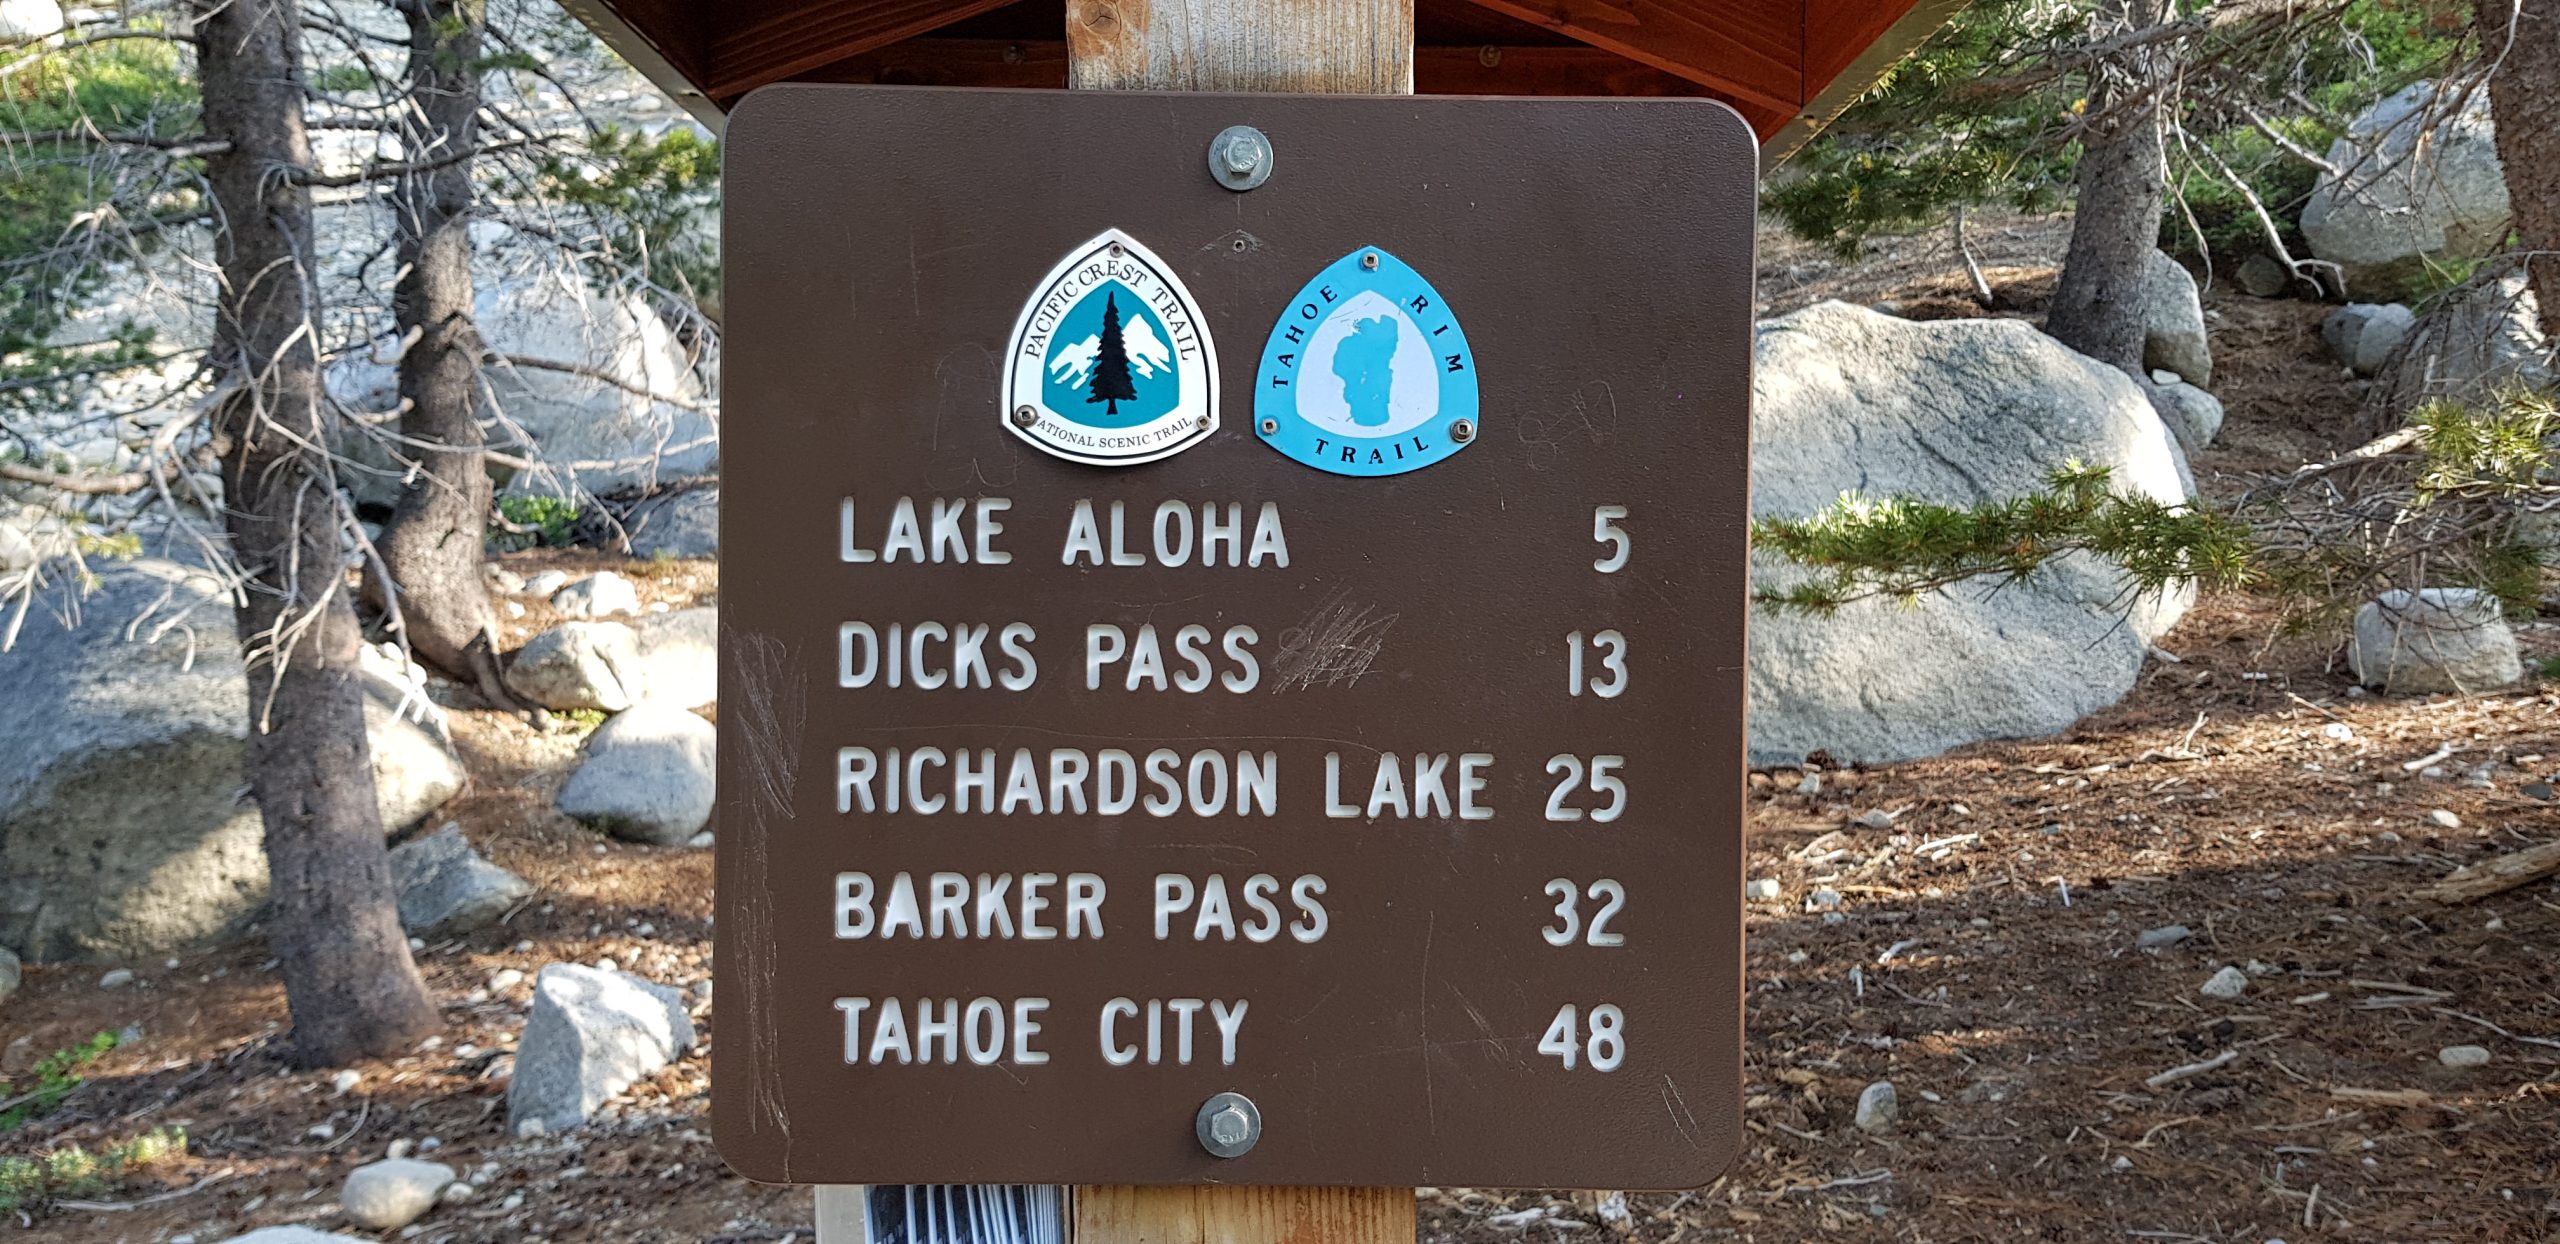 PACIFIC CREST TRAIL
ATIONAL SCENIC TRAIL
TAHOE RIM
TRAIL
LAKE ALOHA 5
DICKS PASS 13
RICHARDSON LAKE 25
BARKER PASS 32
TAHOE CITY 48